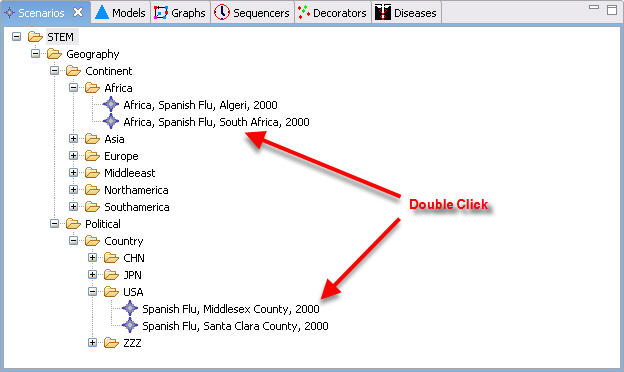 Scenarios Models Graphs Sequencers Decorators Diseases
STEM
Geography
Continent
Africa
Africa, Spanish Flu, Algeri, 2000
Africa, Spanish Flu, South Africa, 2000
Asia
Europe
Middleeast
Northamerica
Southamerica
Double Click
Political
Country
CHN
JPN
USA
Spanish Flu, Middlesex County, 2000
Spanish Flu, Santa Clara County, 2000
ZZZ